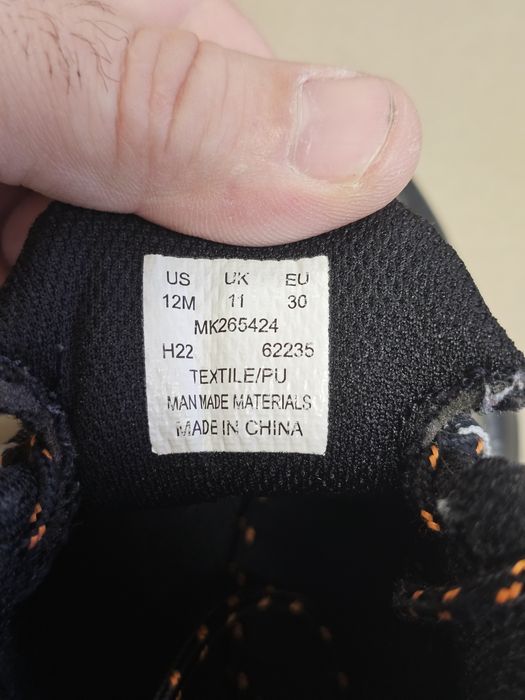 US UK EU
12M 11 30
MK265424
H22 62235
TEXTILE/PU
MAN MADE MATERIALS
MADE IN CHINA